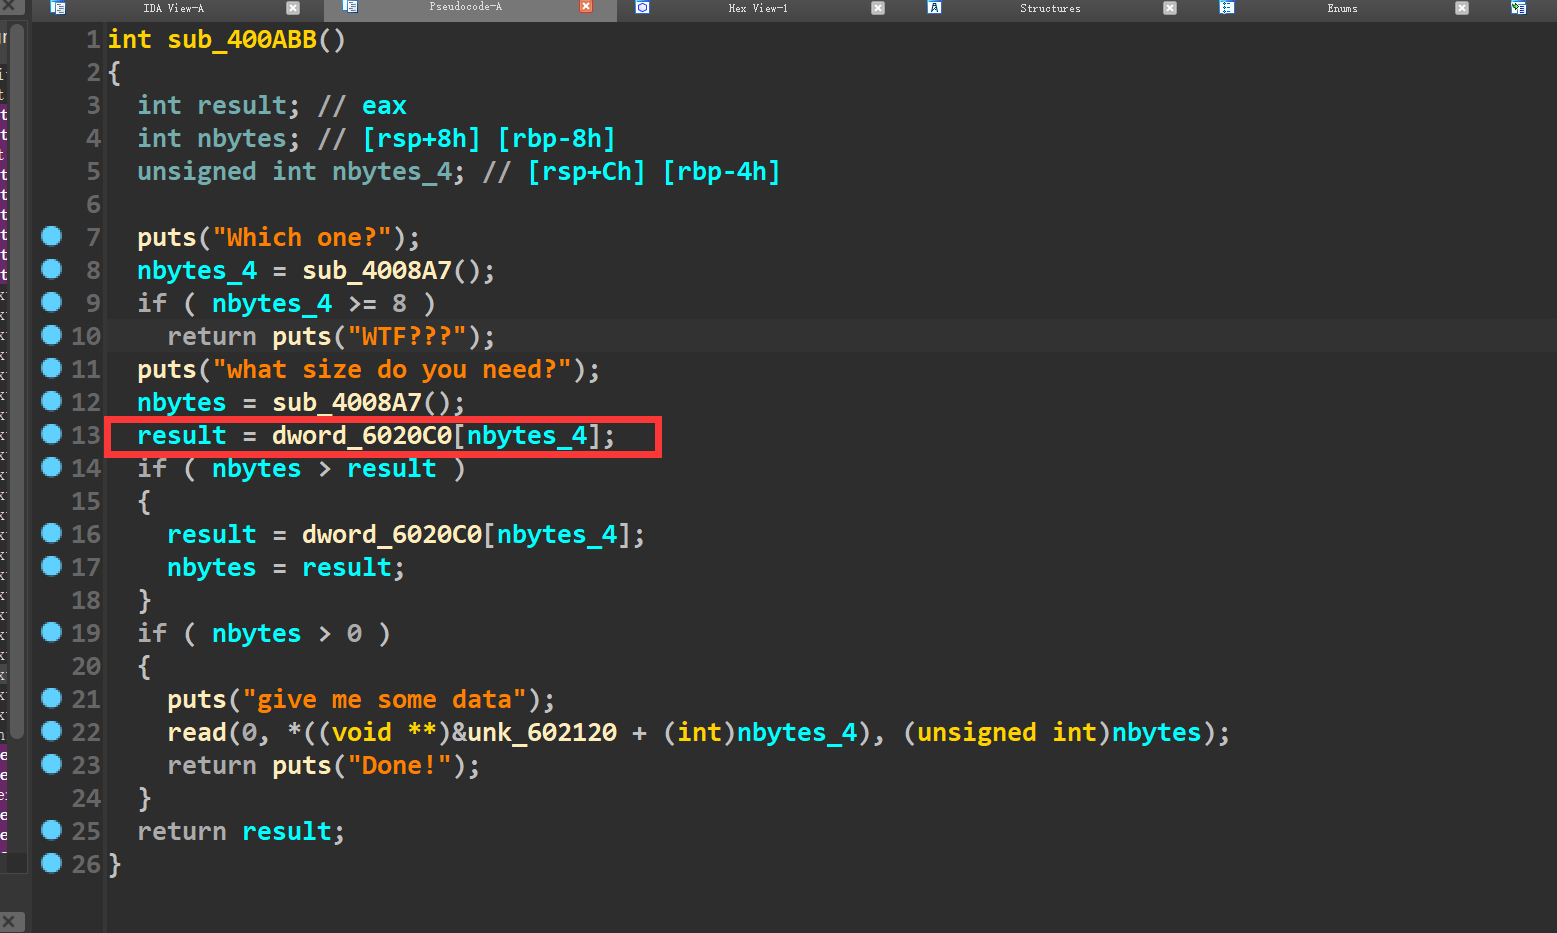 IDA View-A Pseudocode-A Hex View-1 Structures Enums
1 int sub_400ABB()
2 {
3 int result; // eax
4 int nbytes; // [rsp+8h] [rbp-8h]
5 unsigned int nbytes_4; // [rsp+Ch] [rbp-4h]
6
7 puts("Which one?");
8 nbytes_4 = sub_4008A7();
9 if ( nbytes_4 >= 8 )
10 return puts("WTF???");
11 puts("what size do you need?");
12 nbytes = sub_4008A7();
13 result = dword_6020C0[nbytes_4];
14 if ( nbytes > result )
15 {
16 result = dword_6020C0[nbytes_4];
17 nbytes = result;
18 }
19 if ( nbytes > 0 )
20 {
21 puts("give me some data");
22 read(0, *((void **)&unk_602120 + (int)nbytes_4), (unsigned int)nbytes);
23 return puts("Done!");
24 }
25 return result;
26 }